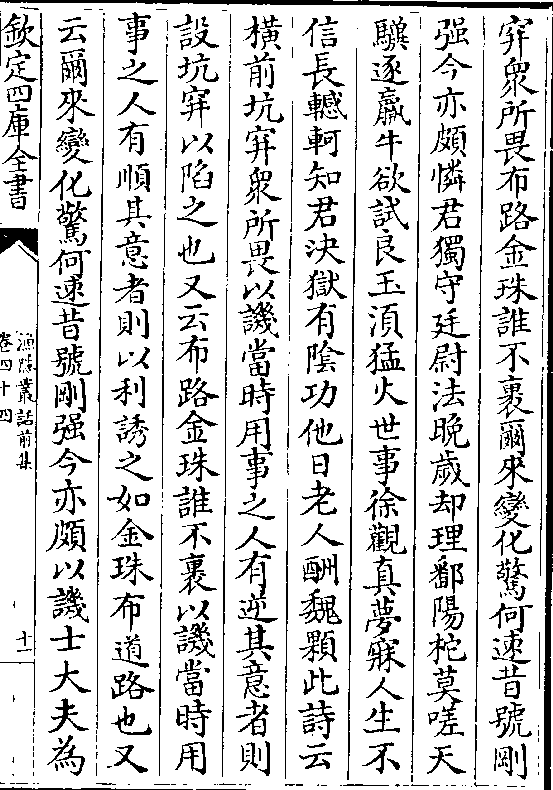 穽衆所畏布路金珠誰不裹爾來變化驚何速昔號剛
强今亦頗憐君獨守廷尉法晚歲却理鄱陽柁莫嗟天
驥逐羸牛欲試良玉湏猛火世事徐觀真夢寐人生不
信長轗軻知君決獄有隂功他日老人酬魏顆此詩云
橫前坑穽衆所畏以譏當時用事之人有逆其意者則
設坑穽以陷之也又云布路金珠誰不裹以譏當時用
事之人有順其意者則以利誘之如金珠布道路也又
云爾來變化驚何速昔號剛强今亦頗以譏士大夫為
欽定四庫全書
漁隠叢話前集
卷四十四
十一